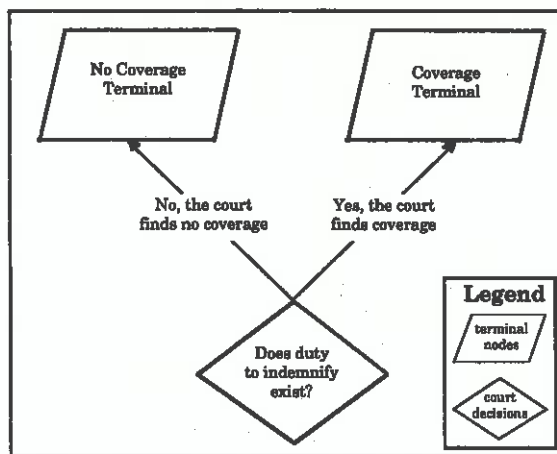 No Coverage
Terminal
Coverage
Terminal
No, the court
finds no coverage
Yes, the court
finds coverage
Does duty
to indemnify
exist?
Legend
terminal
nodes
court
decisions